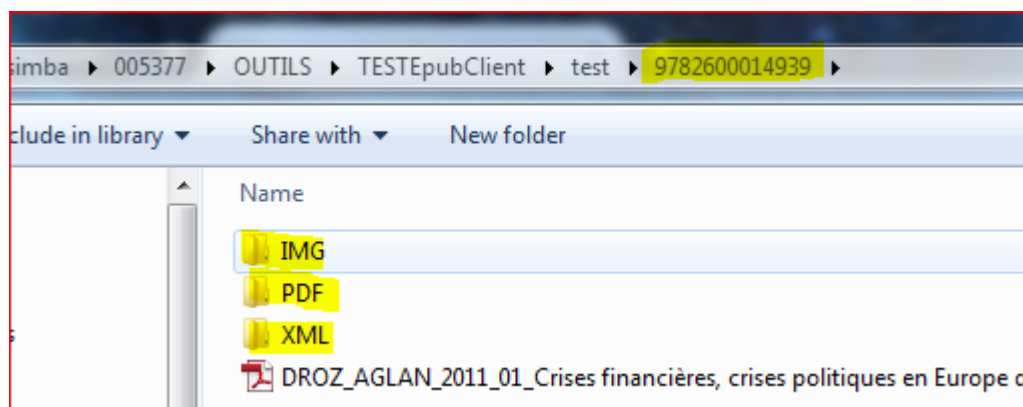 simba ▸ 005377 ▸ OUTILS ▸ TESTEpubClient ▸ test ▸ 9782600014939 ▸
clude in library ▾ Share with ▾ New folder
Name
IMG
PDF
XML
DROZ_AGLAN_2011_01_Crises financières, crises politiques en Europe